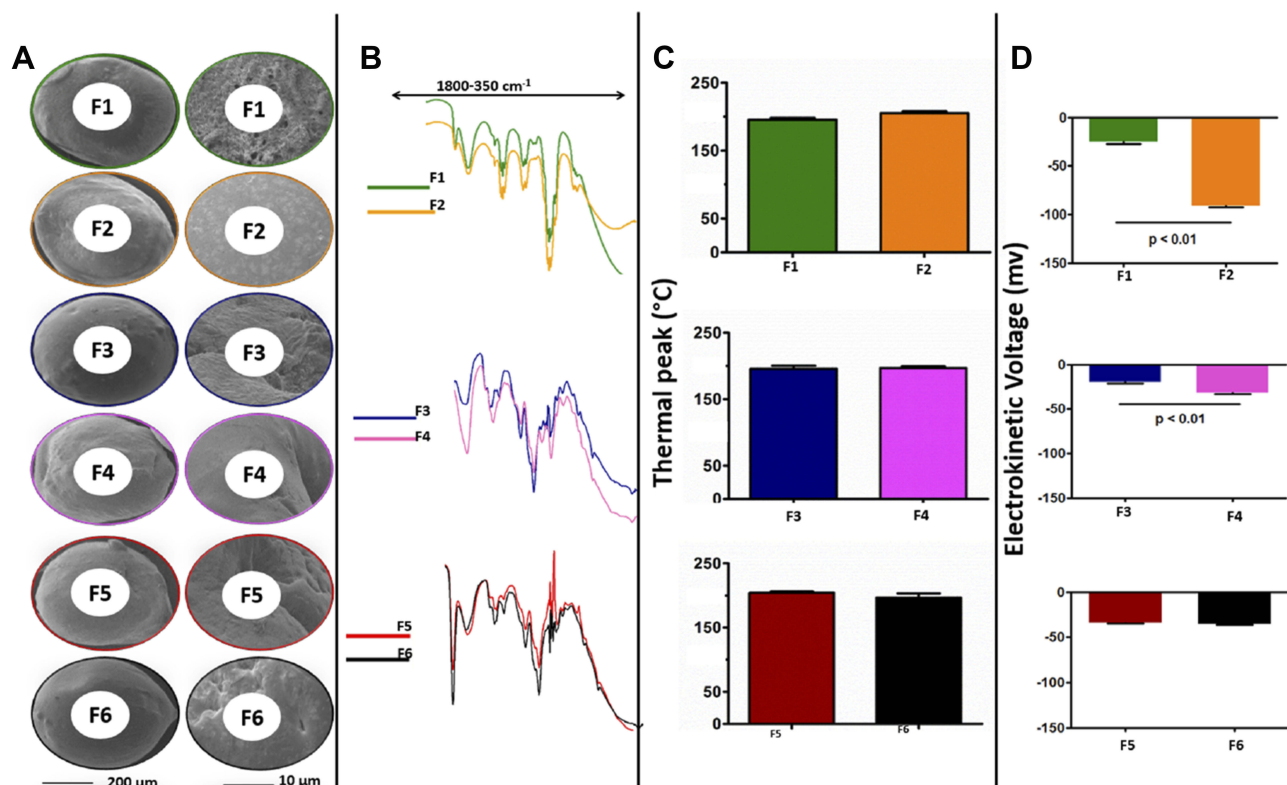 A
F1
F1
F2
F2
F3
F3
F4
F4
F5
F5
F6
F6
200 µm
10 µm
B
1800-350 cm-1
F1
F2
F3
F4
F5
F6
C
Thermal peak (°C)
250
150
50
0
F1
F2
250
150
50
0
F3
F4
250
150
50
0
F5
F6
D
Electrokinetic Voltage (mv)
0
-50
-100
-150
p < 0.01
F1
F2
0
-50
-100
-150
p < 0.01
F3
F4
0
-50
-100
-150
F5
F6